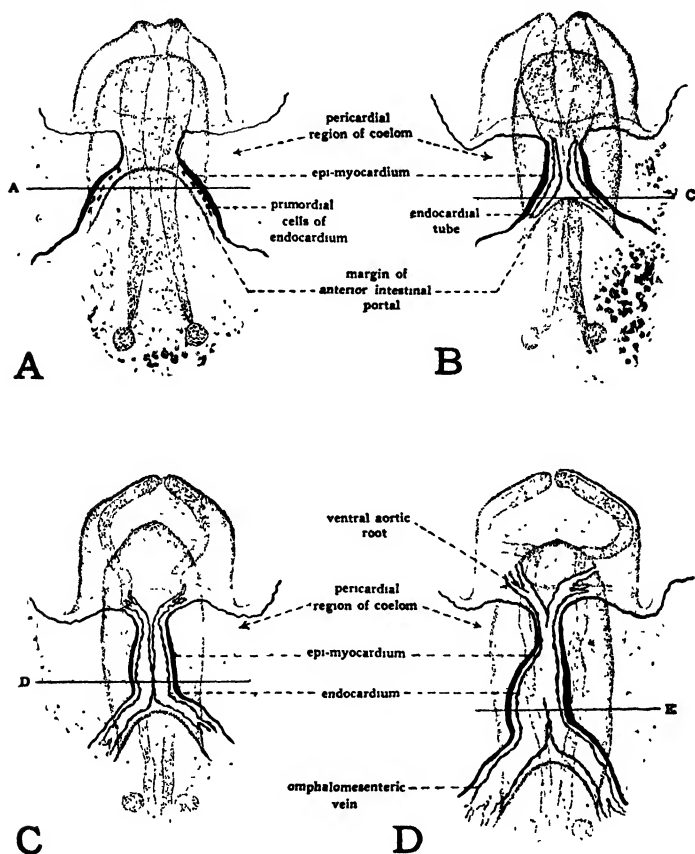 pericardial
region of coelom
epi-myocardium
A
C
primordial
cells of
endocardium
endocardial
tube
margin of
anterior intestinal
portal
A
B
ventral aortic
root
pericardial
region of coelom
epi-myocardium
D
endocardium
E
omphalomesenteric
vein
C
D